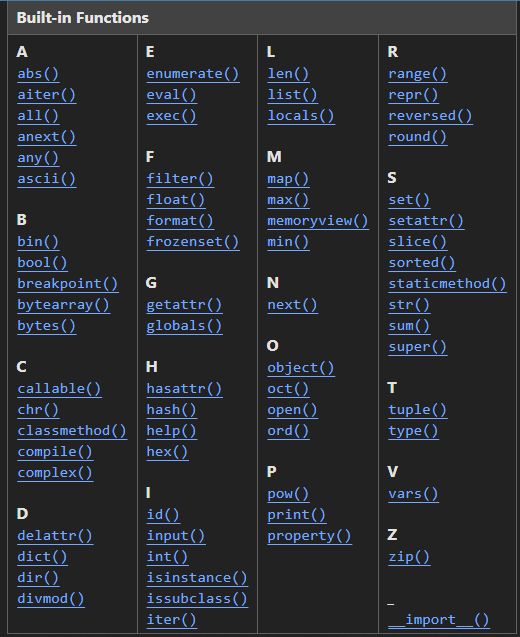 Built-in Functions
A
abs()
aiter()
all()
anext()
any()
ascii()
B
bin()
bool()
breakpoint()
bytearray()
bytes()
C
callable()
chr()
classmethod()
compile()
complex()
D
delattr()
dict()
dir()
divmod()
E
enumerate()
eval()
exec()
F
filter()
float()
format()
frozenset()
G
getattr()
globals()
H
hasattr()
hash()
help()
hex()
I
id()
input()
int()
isinstance()
issubclass()
iter()
L
len()
list()
locals()
M
map()
max()
memoryview()
min()
N
next()
O
object()
oct()
open()
ord()
P
pow()
print()
property()
R
range()
repr()
reversed()
round()
S
set()
setattr()
slice()
sorted()
staticmethod()
str()
sum()
super()
T
tuple()
type()
V
vars()
Z
zip()
_
__import__()